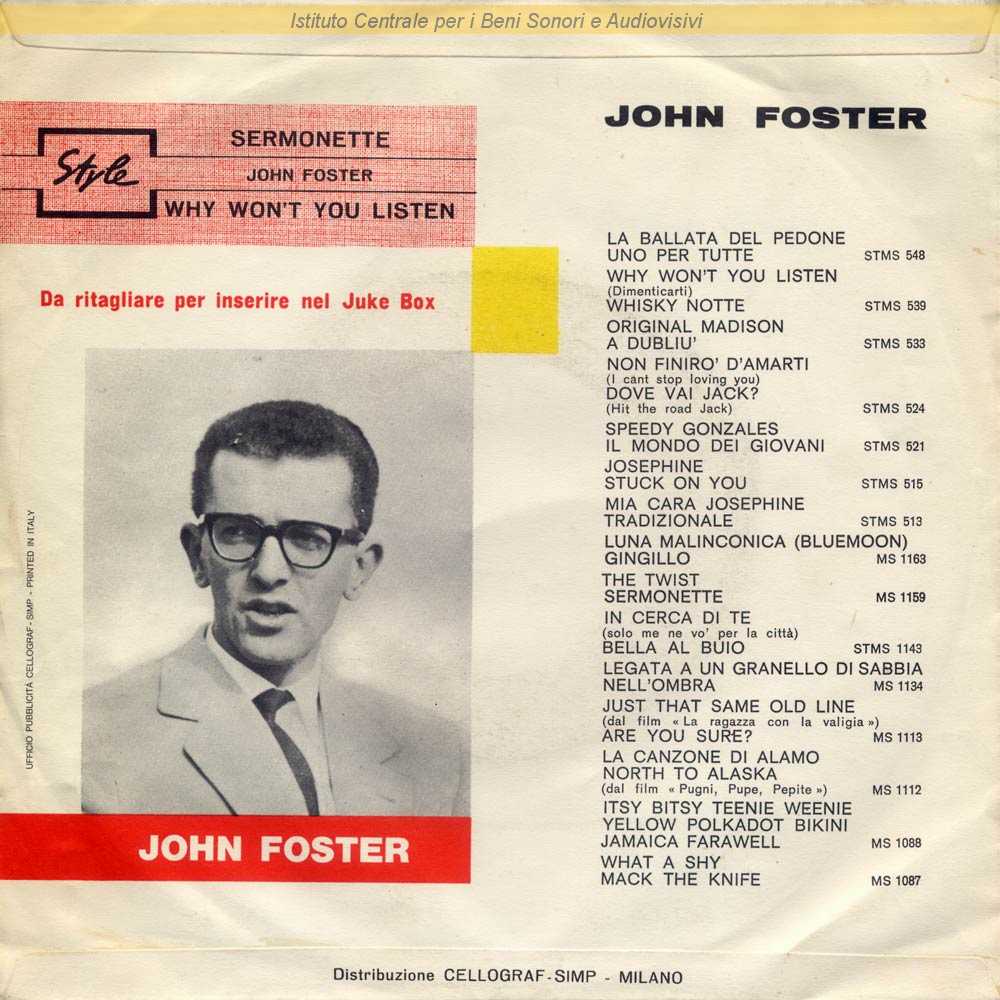 Istituto Centrale per i Beni Sonori e Audiovisivi
Style
SERMONETTE
JOHN FOSTER
WHY WON'T YOU LISTEN
Da ritagliare per inserire nel Juke Box
UFFICIO PUBBLICITÀ CELLOGRAF-SIMP - PRINTED IN ITALY
JOHN FOSTER
JOHN FOSTER
LA BALLATA DEL PEDONE
UNO PER TUTTE STMS 548
WHY WON'T YOU LISTEN
(Dimenticarti)
WHISKY NOTTE STMS 539
ORIGINAL MADISON
A DUBLIU' STMS 533
NON FINIRO' D'AMARTI
(I cant stop loving you)
DOVE VAI JACK?
(Hit the road Jack) STMS 524
SPEEDY GONZALES
IL MONDO DEI GIOVANI STMS 521
JOSEPHINE
STUCK ON YOU STMS 515
MIA CARA JOSEPHINE
TRADIZIONALE STMS 513
LUNA MALINCONICA (BLUEMOON)
GINGILLO MS 1163
THE TWIST
SERMONETTE MS 1159
IN CERCA DI TE
(solo me ne vo' per la città)
BELLA AL BUIO STMS 1143
LEGATA A UN GRANELLO DI SABBIA
NELL'OMBRA MS 1134
JUST THAT SAME OLD LINE
(dal film «La ragazza con la valigia»)
ARE YOU SURE? MS 1113
LA CANZONE DI ALAMO
NORTH TO ALASKA
(dal film «Pugni, Pupe, Pepite») MS 1112
ITSY BITSY TEENIE WEENIE
YELLOW POLKADOT BIKINI
JAMAICA FARAWELL MS 1088
WHAT A SHY
MACK THE KNIFE MS 1087
Distribuzione CELLOGRAF-SIMP - MILANO